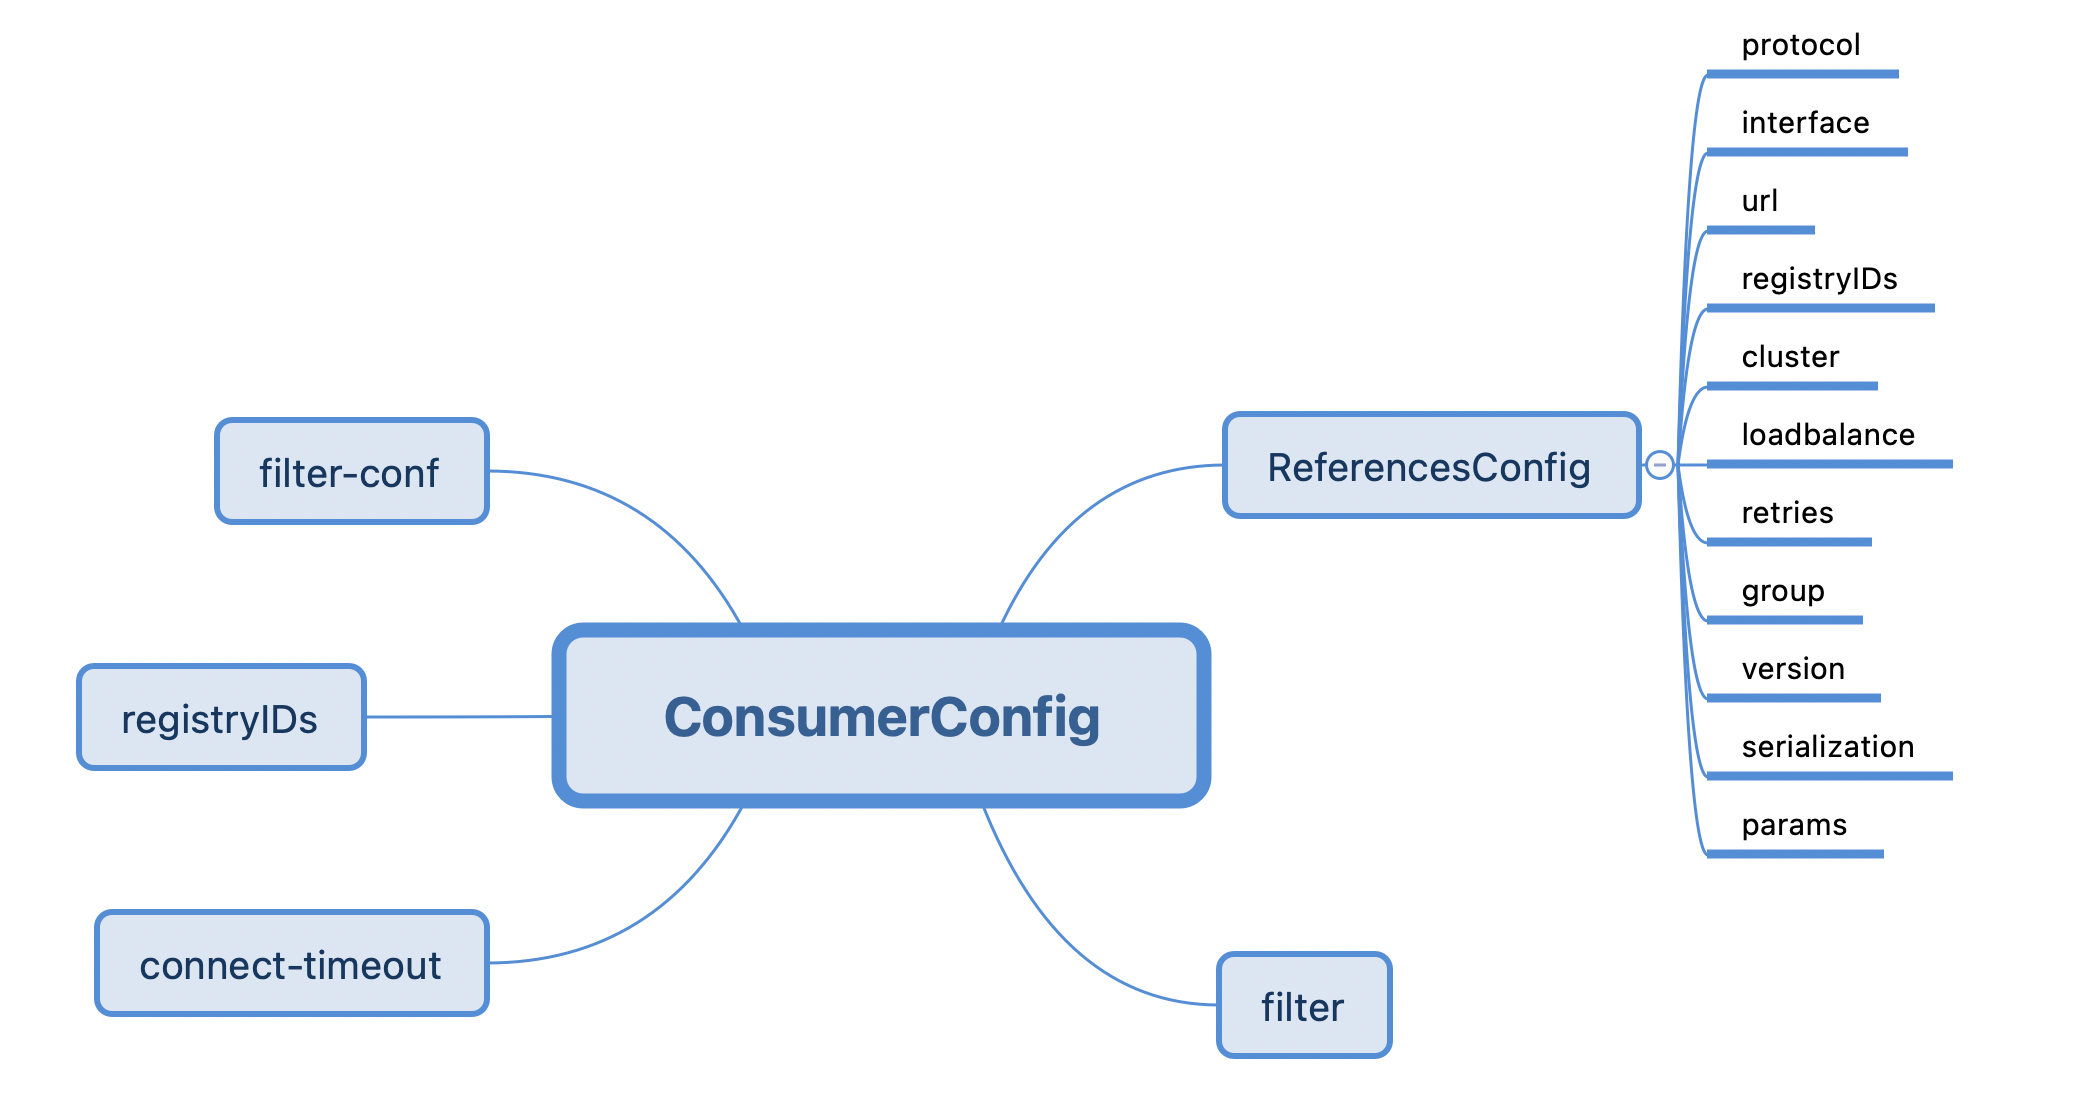 protocol
interface
url
registryIDs
cluster
loadbalance
retries
group
version
serialization
params
ReferencesConfig
filter-conf
registryIDs
ConsumerConfig
connect-timeout
filter